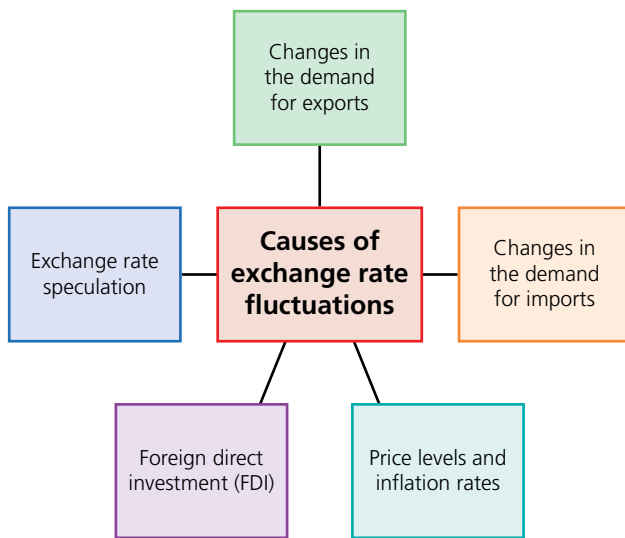 Changes in
the demand
for exports
Exchange rate
speculation
Causes of
exchange rate
fluctuations
Changes in
the demand
for imports
Foreign direct
investment (FDI)
Price levels and
inflation rates